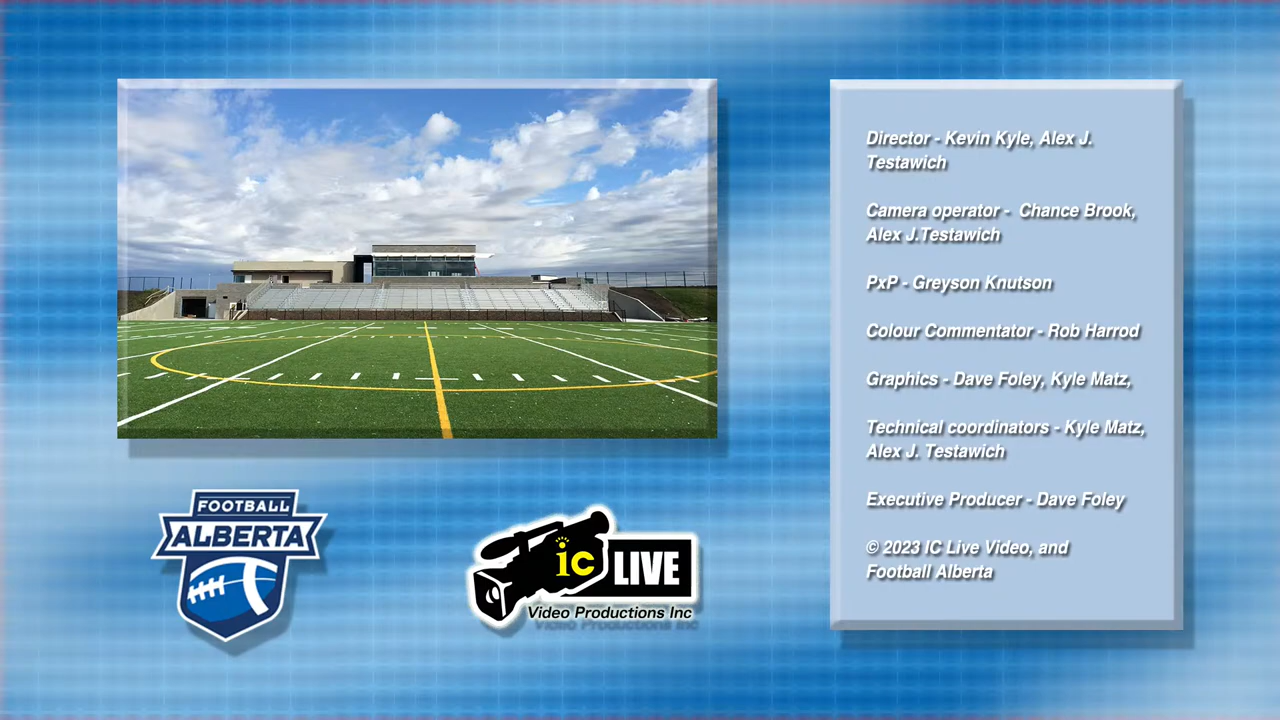 Director - Kevin Kyle, Alex J.
Testawich
Camera operator -  Chance Brook,
Alex J.Testawich
PxP - Greyson Knutson
Colour Commentator - Rob Harrod
Graphics - Dave Foley, Kyle Matz,
Technical coordinators - Kyle Matz,
Alex J. Testawich
Executive Producer - Dave Foley
© 2023 IC Live Video, and
Football Alberta
FOOTBALL
ALBERTA
ic LIVE
Video Productions Inc